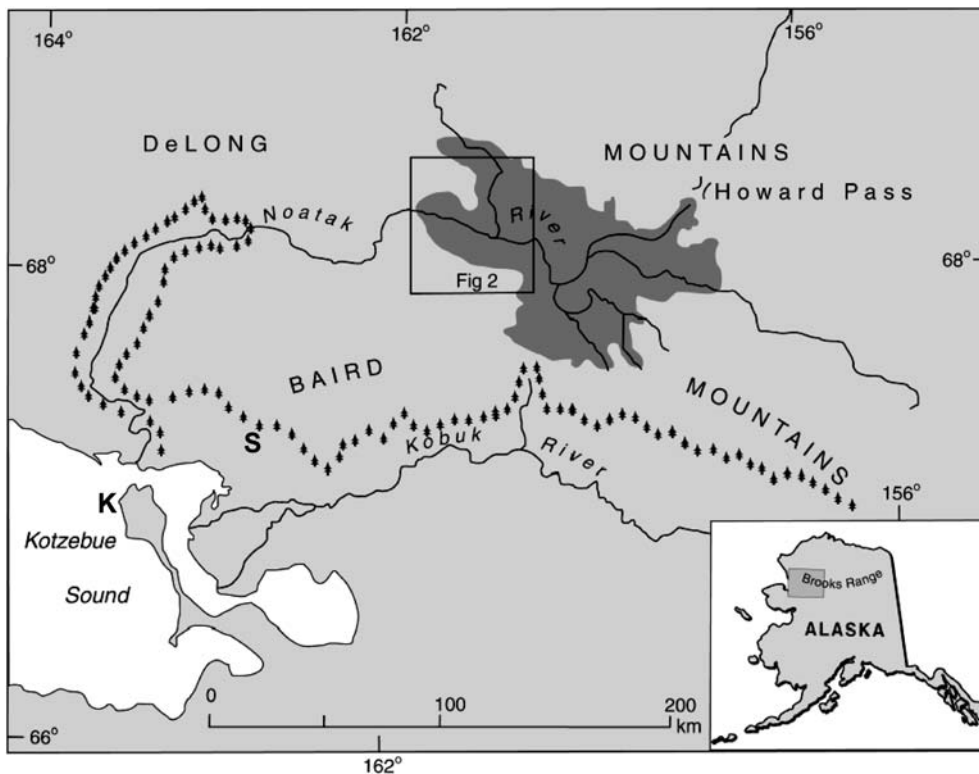 164°
162°
156°
DeLONG
MOUNTAINS
Howard Pass
Noatak
River
68°
Fig 2
68°
BAIRD
MOUNTAINS
S
Kobuk
River
156°
K
Kotzebue
Sound
Brooks Range
ALASKA
0
100
200
km
66°
162°